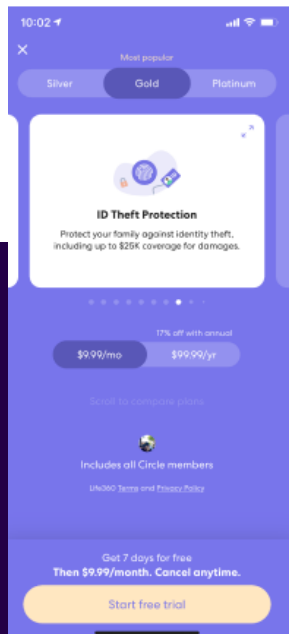 10:02
Most popular
Silver Gold Platinum
ID Theft Protection
Protect your family against identity theft,
including up to $25K coverage for damages.
17% off with annual
$9.99/mo $99.99/yr
Scroll to compare plans
Includes all Circle members
Life360 Terms and Privacy Policy
Get 7 days for free
Then $9.99/month. Cancel anytime.
Start free trial